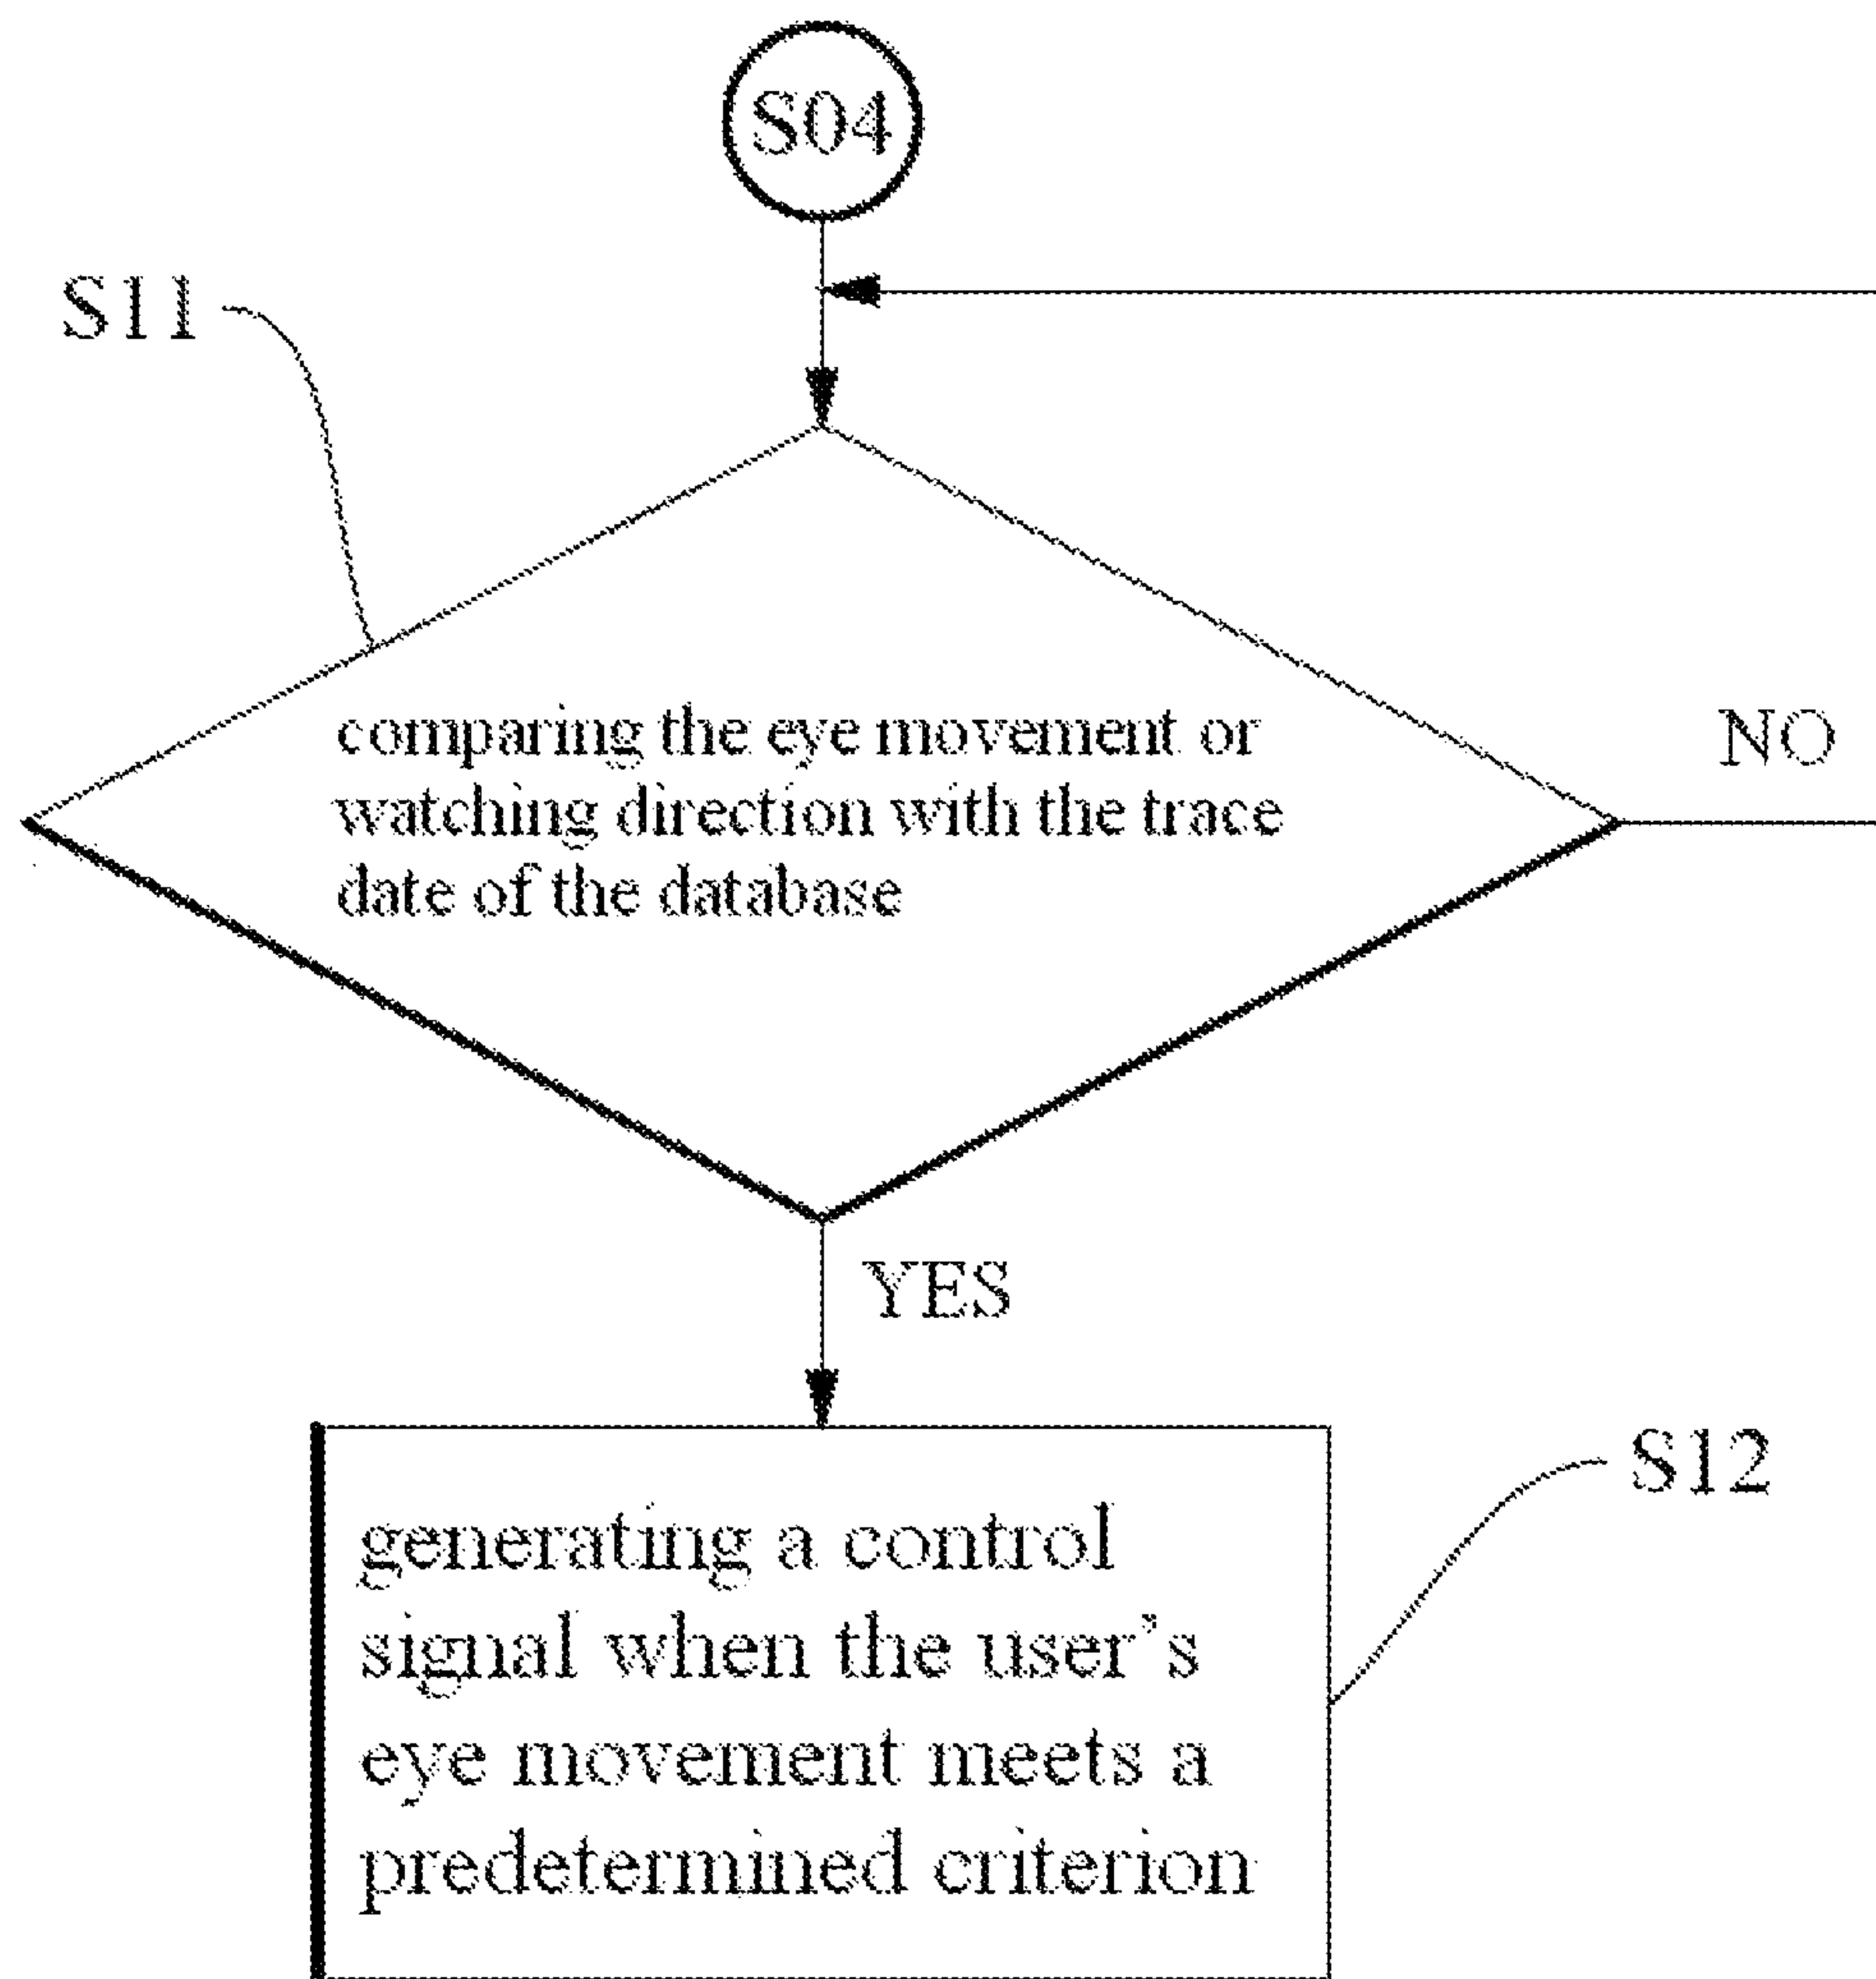 S04
S11
comparing the eye movement or
watching direction with the trace
date of the database
NO
YES
S12
generating a control
signal when the user's
eye movement meets a
predetermined criterion